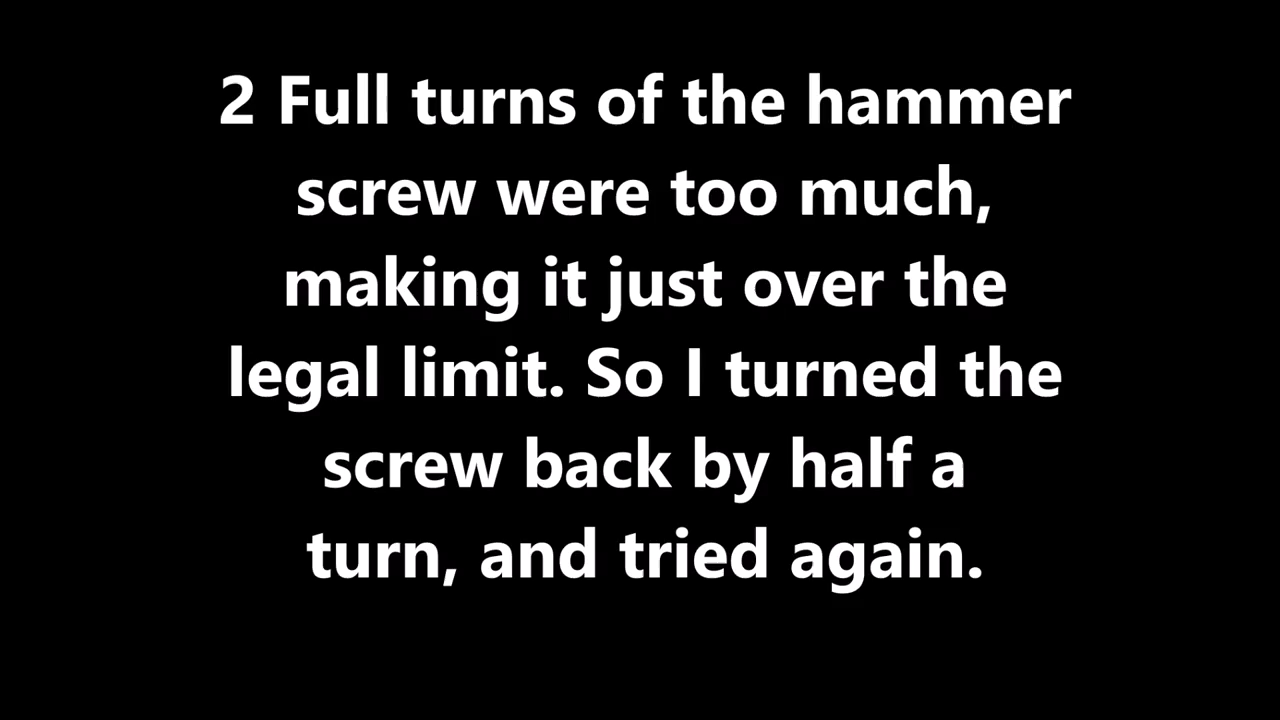 2 Full turns of the hammer
screw were too much,
making it just over the
legal limit. So I turned the
screw back by half a
turn, and tried again.